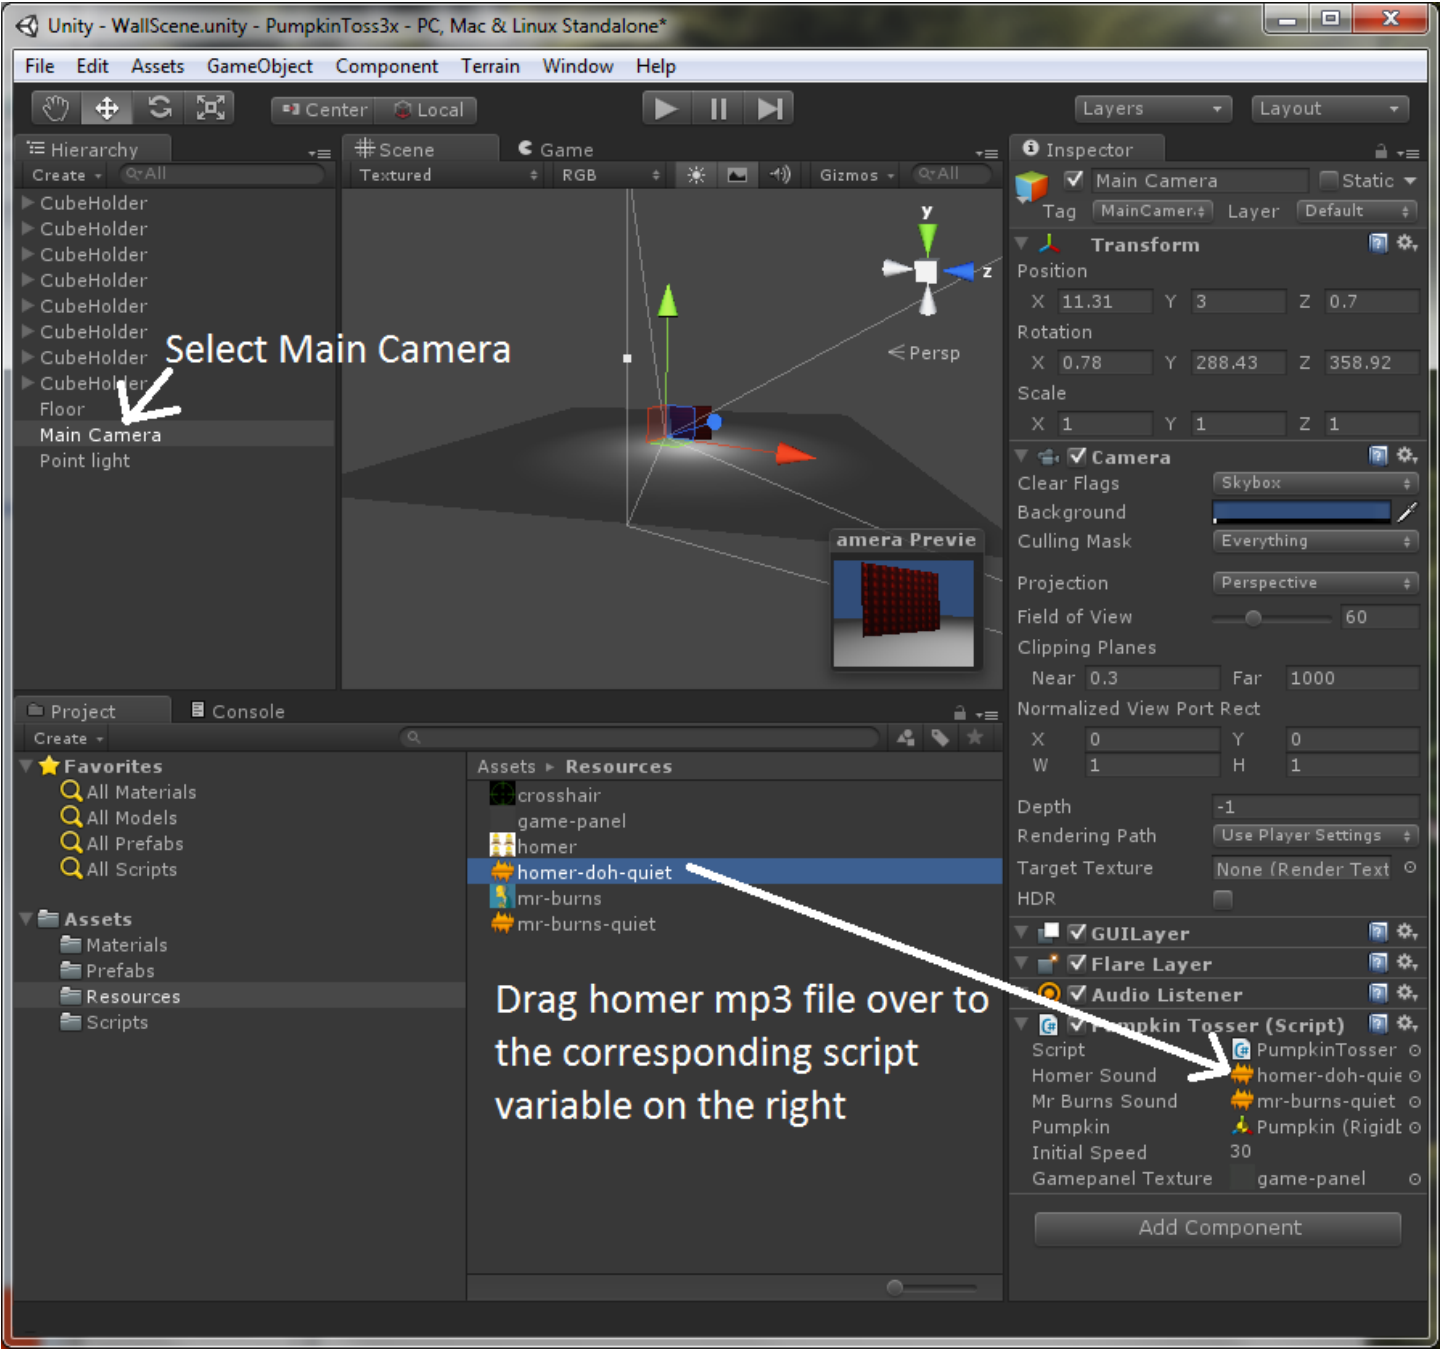 Unity - WallScene.unity - PumpkinToss3x - PC, Mac & Linux Standalone*
File Edit Assets GameObject Component Terrain Window Help
Center Local Layers Layout
Hierarchy
Create All
CubeHolder
CubeHolder
CubeHolder
CubeHolder
CubeHolder
CubeHolder
CubeHolder
CubeHolder
Floor
Main Camera
Point light
Select Main Camera
Scene Game
Textured RGB Gizmos All
y
z
Persp
amera Previe
Project Console
Create
Favorites
All Materials
All Models
All Prefabs
All Scripts
Assets
Materials
Prefabs
Resources
Scripts
Assets Resources
crosshair
game-panel
homer
homer-doh-quiet
mr-burns
mr-burns-quiet
Drag homer mp3 file over to
the corresponding script
variable on the right
Inspector
Main Camera Static
Tag MainCamer Layer Default
Transform
Position
X 11.31 Y 3 Z 0.7
Rotation
X 0.78 Y 288.43 Z 358.92
Scale
X 1 Y 1 Z 1
Camera
Clear Flags Skybox
Background
Culling Mask Everything
Projection Perspective
Field of View 60
Clipping Planes
Near 0.3 Far 1000
Normalized View Port Rect
X 0 Y 0
W 1 H 1
Depth -1
Rendering Path Use Player Settings
Target Texture None (Render Text
HDR
GUILayer
Flare Layer
Audio Listener
Pumpkin Tosser (Script)
Script PumpkinTosser
Homer Sound homer-doh-quie
Mr Burns Sound mr-burns-quiet
Pumpkin Pumpkin (Rigidb
Initial Speed 30
Gamepanel Texture game-panel
Add Component